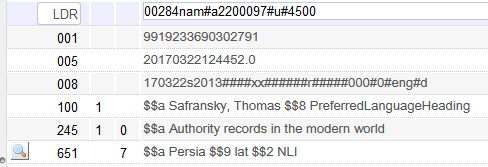 LDR 00284nam#a2200097#u#4500
001 9919233690302791
005 20170322124452.0
008 170322s2013####xx######r#####000#0#eng#d
100 1 $$a Safransky, Thomas $$8 PreferredLanguageHeading
245 1 0 $$a Authority records in the modern world
651 7 $$a Persia $$9 lat $$2 NLI